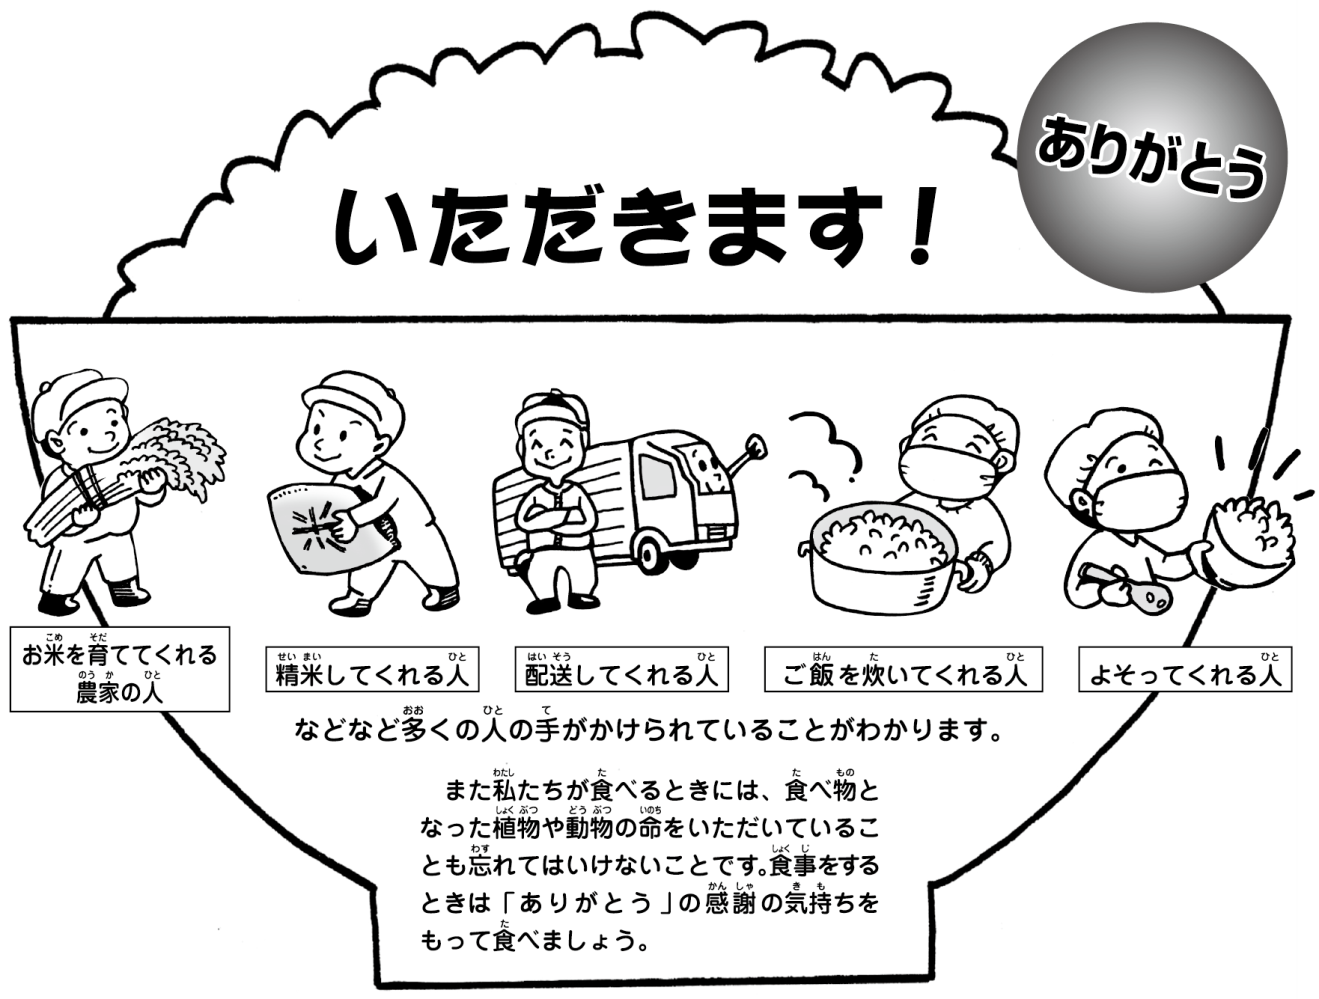 いただきます！
ありがとう
お米を育ててくれる
農家の人
精米してくれる人
配送してくれる人
ご飯を炊いてくれる人
よそってくれる人
などなど多くの人の手がかけられていることがわかります。
また私たちが食べるときには、食べ物と
なった植物や動物の命をいただいているこ
とも忘れてはいけないことです。食事をする
ときは「ありがとう」の感謝の気持ちを
もって食べましょう。